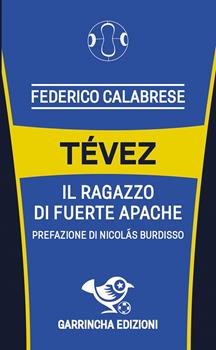 FEDERICO CALABRESE
TÉVEZ
IL RAGAZZO
DI FUERTE APACHE
PREFAZIONE DI NICOLÁS BURDISSO
GARRINCHA EDIZIONI